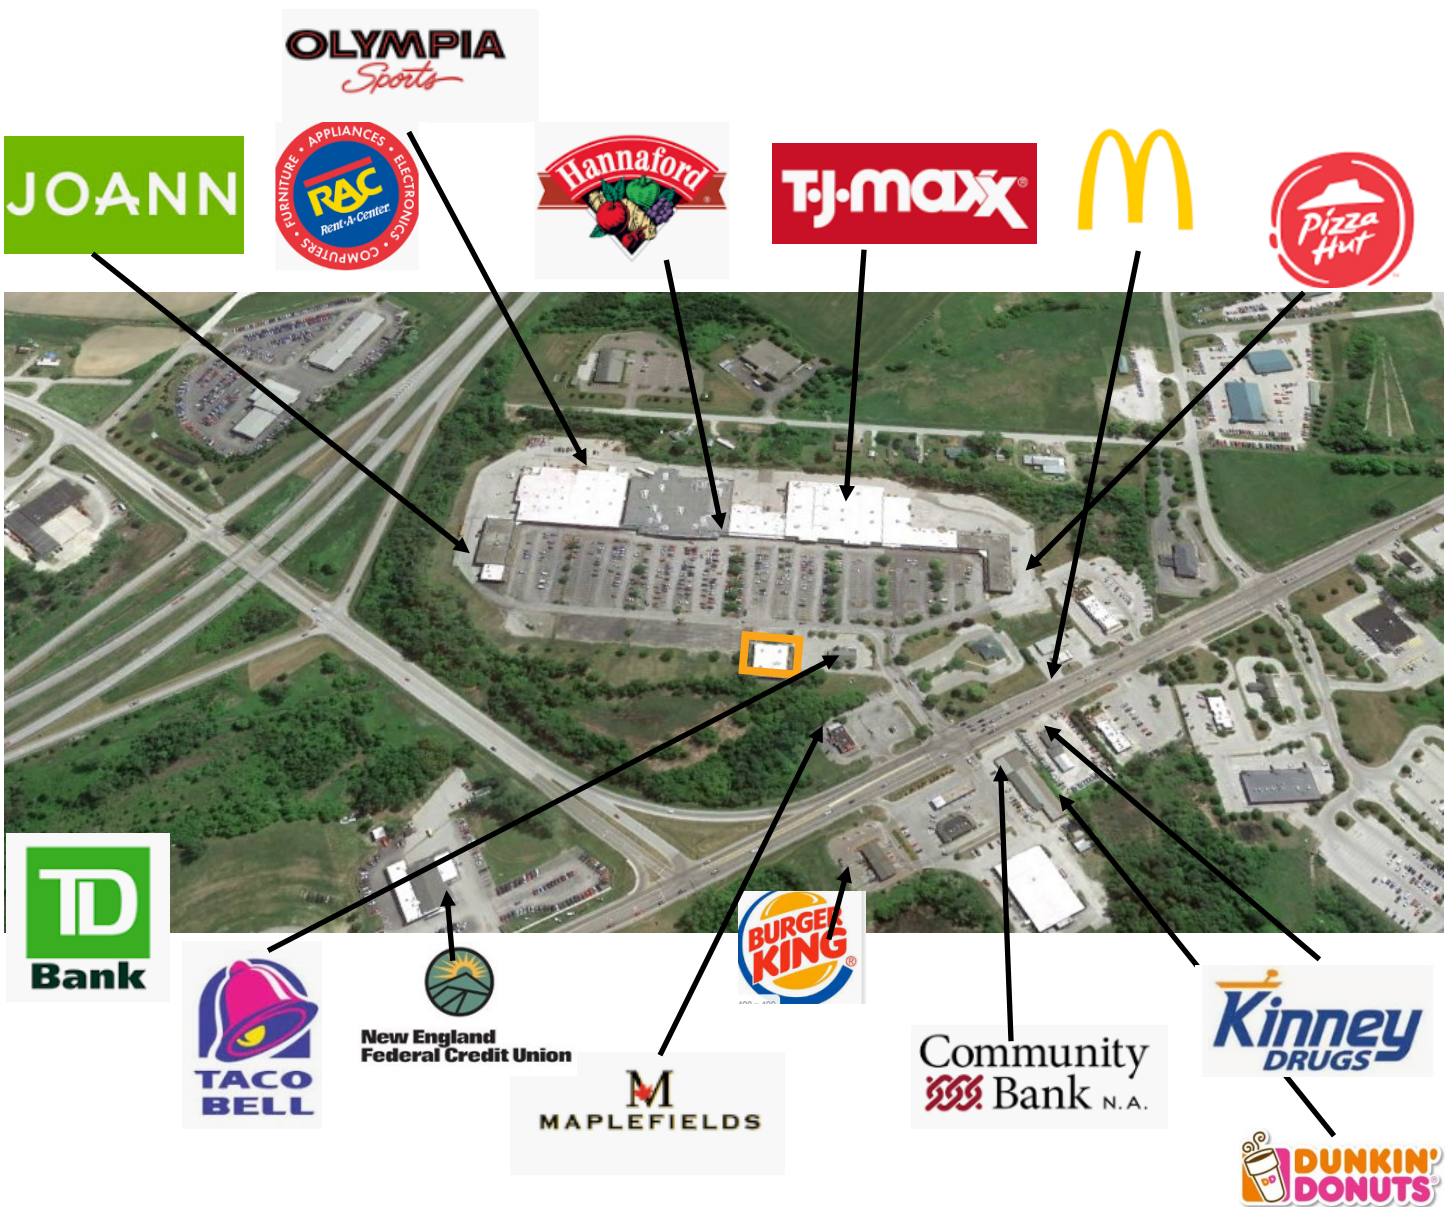 OLYMPIA
Sports
JOANN
APPLIANCES • ELECTRONICS • COMPUTERS • FURNITURE •
RAC
Rent-A-Center.
Hannaford
®
T·J·maxx®
M
Pizza
Hut
TD
Bank
TACO
BELL
New England
Federal Credit Union
BURGER
KING
®
M
MAPLEFIELDS
Community
Bank N.A.
Kinney
DRUGS
DD
DUNKIN'
DONUTS®